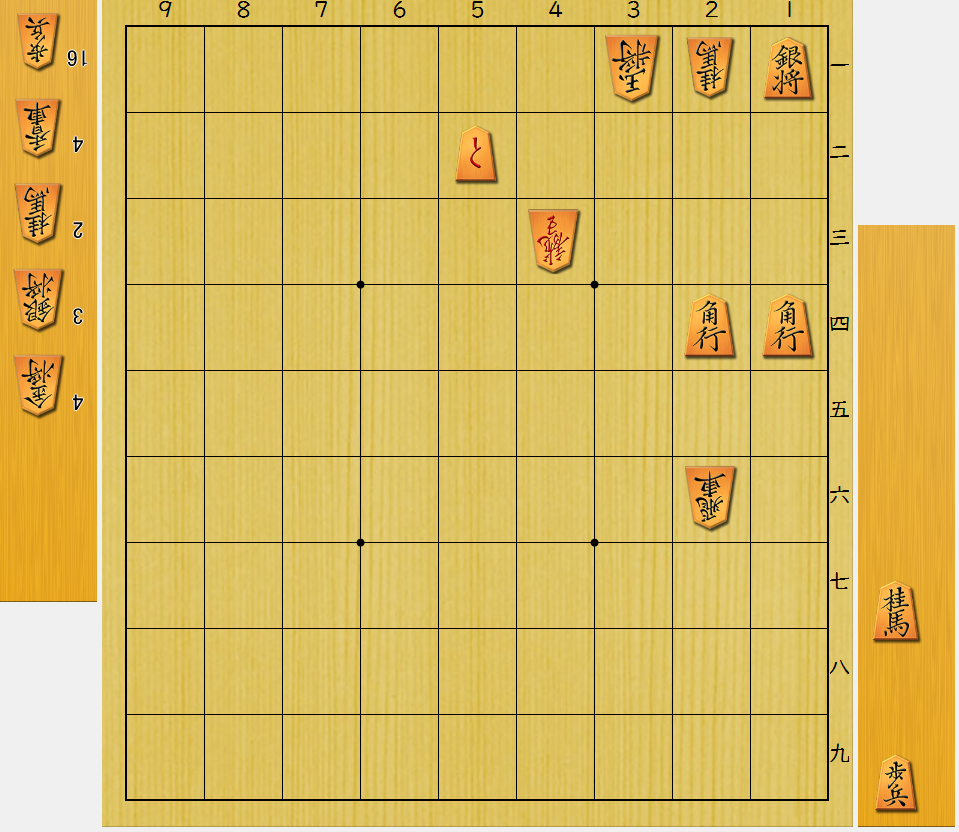 9 8 7 6 5 4 3 2 1
歩兵 16
香車 4
桂馬 2
銀将 3
金将 4
玉将 桂馬 銀将 一
と 二
龍王 三
角行 角行 四
五
飛車 六
七
八
九
桂馬
歩兵